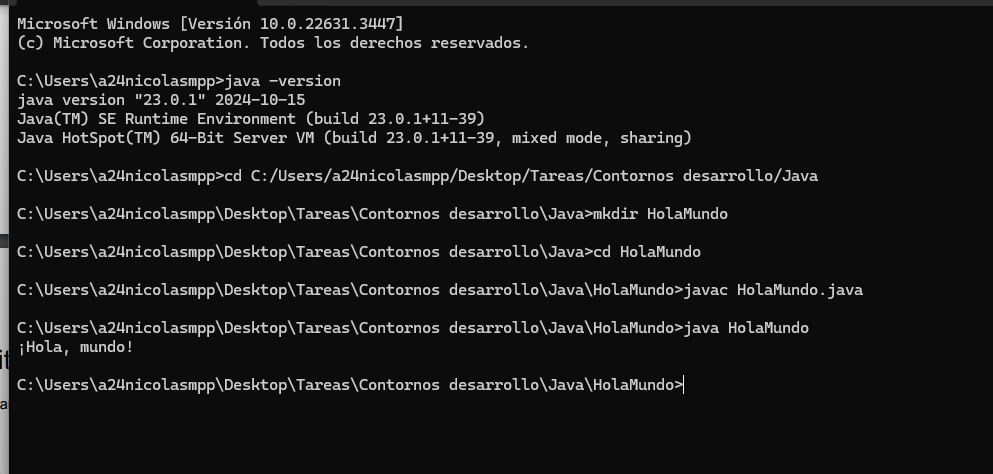 Microsoft Windows [Versión 10.0.22631.3447]
(c) Microsoft Corporation. Todos los derechos reservados.
C:\Users\a24nicolasmpp>java -version
java version "23.0.1" 2024-10-15
Java(TM) SE Runtime Environment (build 23.0.1+11-39)
Java HotSpot(TM) 64-Bit Server VM (build 23.0.1+11-39, mixed mode, sharing)
C:\Users\a24nicolasmpp>cd C:/Users/a24nicolasmpp/Desktop/Tareas/Contornos desarrollo/Java
C:\Users\a24nicolasmpp\Desktop\Tareas\Contornos desarrollo\Java>mkdir HolaMundo
C:\Users\a24nicolasmpp\Desktop\Tareas\Contornos desarrollo\Java>cd HolaMundo
C:\Users\a24nicolasmpp\Desktop\Tareas\Contornos desarrollo\Java\HolaMundo>javac HolaMundo.java
C:\Users\a24nicolasmpp\Desktop\Tareas\Contornos desarrollo\Java\HolaMundo>java HolaMundo
¡Hola, mundo!
C:\Users\a24nicolasmpp\Desktop\Tareas\Contornos desarrollo\Java\HolaMundo>